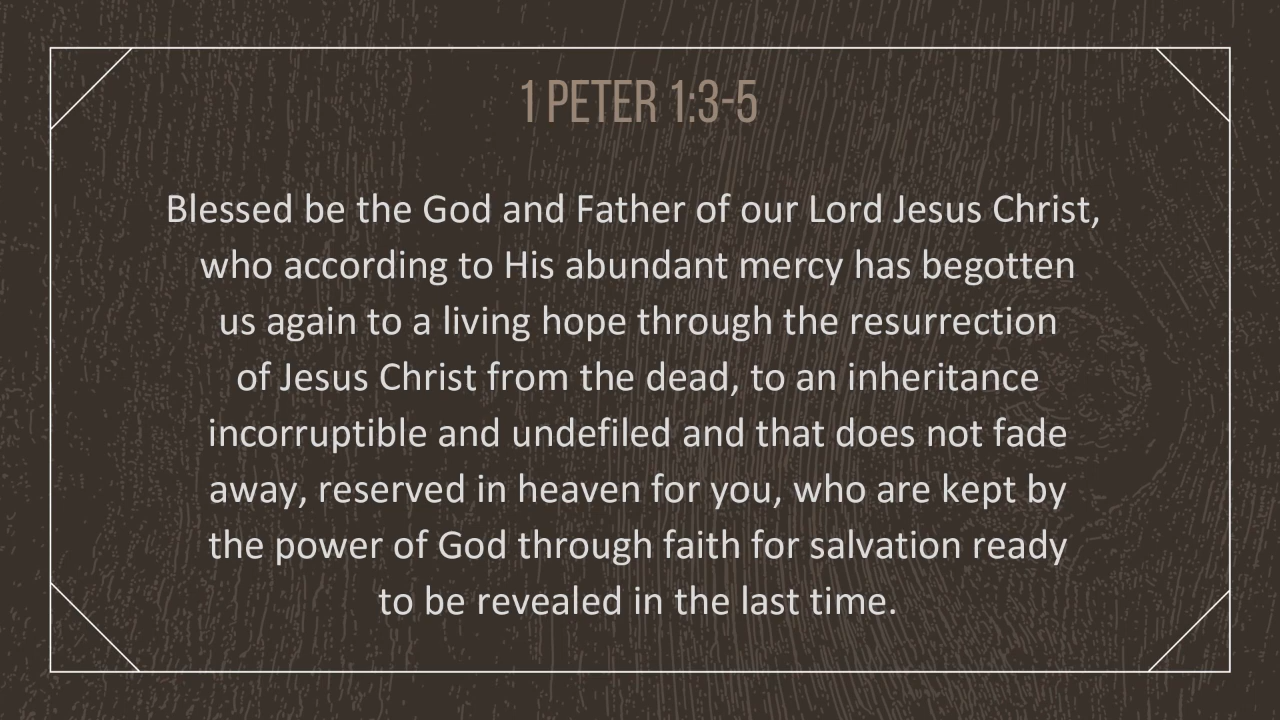 1 PETER 1:3-5
Blessed be the God and Father of our Lord Jesus Christ,
who according to His abundant mercy has begotten
us again to a living hope through the resurrection
of Jesus Christ from the dead, to an inheritance
incorruptible and undefiled and that does not fade
away, reserved in heaven for you, who are kept by
the power of God through faith for salvation ready
to be revealed in the last time.